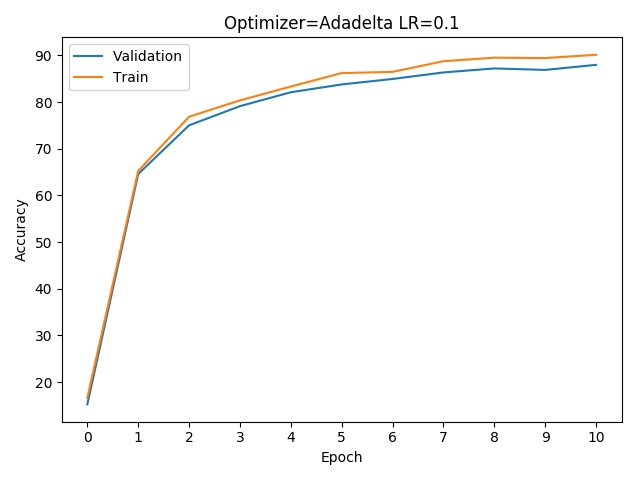 Optimizer=Adadelta LR=0.1
Validation
Train
Accuracy
90
80
70
60
50
40
30
20
0 1 2 3 4 5 6 7 8 9 10
Epoch